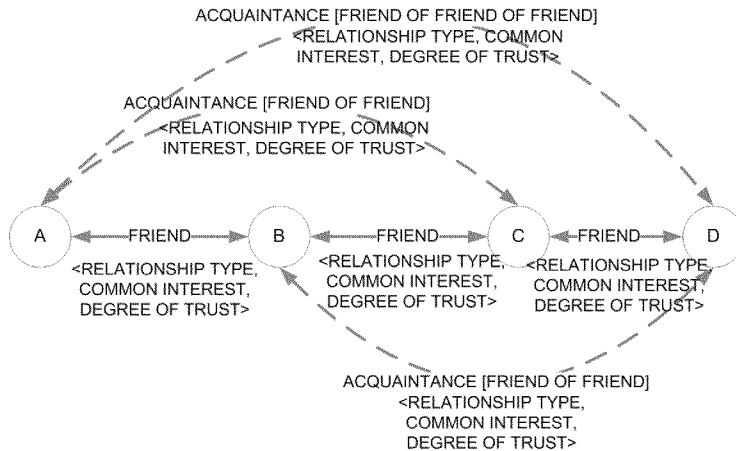 ACQUAINTANCE [FRIEND OF FRIEND OF FRIEND]
<RELATIONSHIP TYPE, COMMON
INTEREST, DEGREE OF TRUST>
ACQUAINTANCE [FRIEND OF FRIEND]
<RELATIONSHIP TYPE, COMMON
INTEREST, DEGREE OF TRUST>
A FRIEND B FRIEND C FRIEND D
<RELATIONSHIP TYPE,
COMMON INTEREST,
DEGREE OF TRUST>
<RELATIONSHIP TYPE,
COMMON INTEREST,
DEGREE OF TRUST>
<RELATIONSHIP TYPE,
COMMON INTEREST,
DEGREE OF TRUST>
ACQUAINTANCE [FRIEND OF FRIEND]
<RELATIONSHIP TYPE,
COMMON INTEREST,
DEGREE OF TRUST>